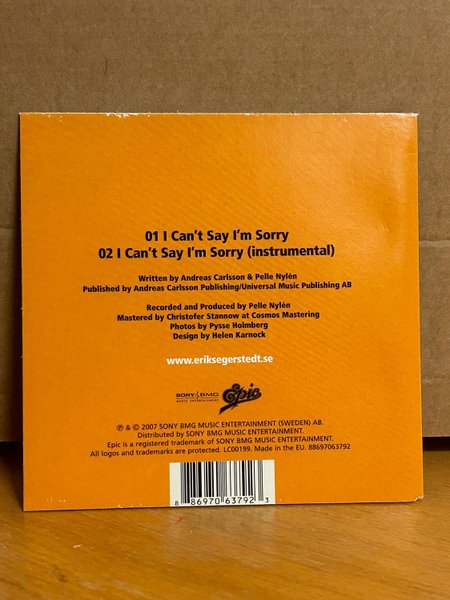 01 I Can't Say I'm Sorry
02 I Can't Say I'm Sorry (instrumental)
Written by Andreas Carlsson & Pelle Nylén
Published by Andreas Carlsson Publishing/Universal Music Publishing AB
Recorded and Produced by Pelle Nylén
Mastered by Christofer Stannow at Cosmos Mastering
Photos by Pysse Holmberg
Design by Helen Karnock
www.eriksegerstedt.se
SONY BMG
MUSIC ENTERTAINMENT
Epic
℗ & © 2007 SONY BMG MUSIC ENTERTAINMENT (SWEDEN) AB.
Distributed by SONY BMG MUSIC ENTERTAINMENT.
Epic is a registered trademark of SONY BMG MUSIC ENTERTAINMENT.
All logos and trademarks are protected. LC00199. Made in the EU. 88697063792
8 86970 63792 3